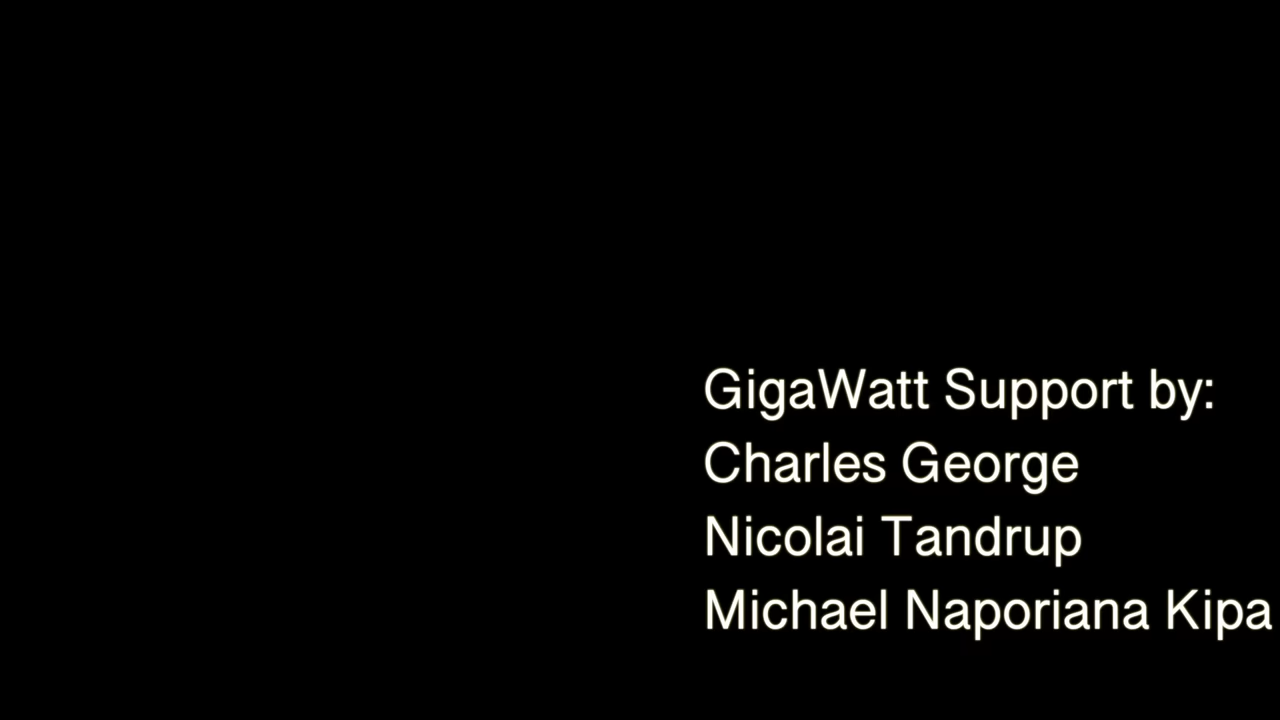 GigaWatt Support by:
Charles George
Nicolai Tandrup
Michael Naporiana Kipa